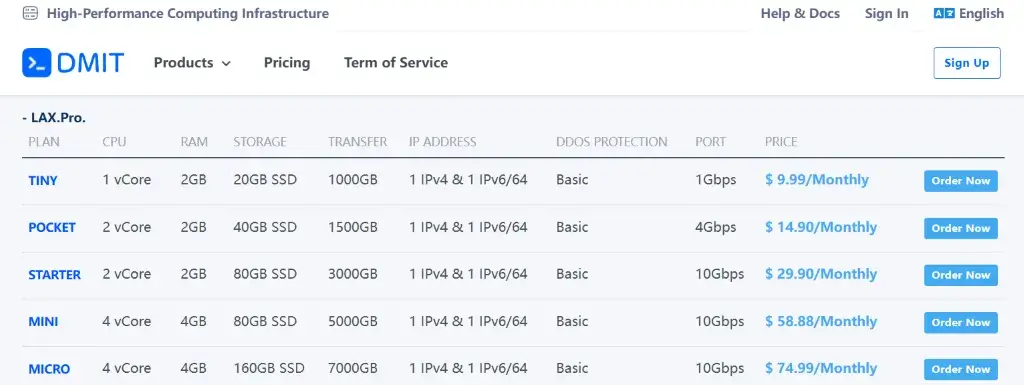 High-Performance Computing Infrastructure Help & Docs Sign In English
DMIT Products Pricing Term of Service Sign Up
- LAX.Pro.
PLAN CPU RAM STORAGE TRANSFER IP ADDRESS DDOS PROTECTION PORT PRICE
TINY 1 vCore 2GB 20GB SSD 1000GB 1 IPv4 & 1 IPv6/64 Basic 1Gbps $ 9.99/Monthly Order Now
POCKET 2 vCore 2GB 40GB SSD 1500GB 1 IPv4 & 1 IPv6/64 Basic 4Gbps $ 14.90/Monthly Order Now
STARTER 2 vCore 2GB 80GB SSD 3000GB 1 IPv4 & 1 IPv6/64 Basic 10Gbps $ 29.90/Monthly Order Now
MINI 4 vCore 4GB 80GB SSD 5000GB 1 IPv4 & 1 IPv6/64 Basic 10Gbps $ 58.88/Monthly Order Now
MICRO 4 vCore 4GB 160GB SSD 7000GB 1 IPv4 & 1 IPv6/64 Basic 10Gbps $ 74.99/Monthly Order Now